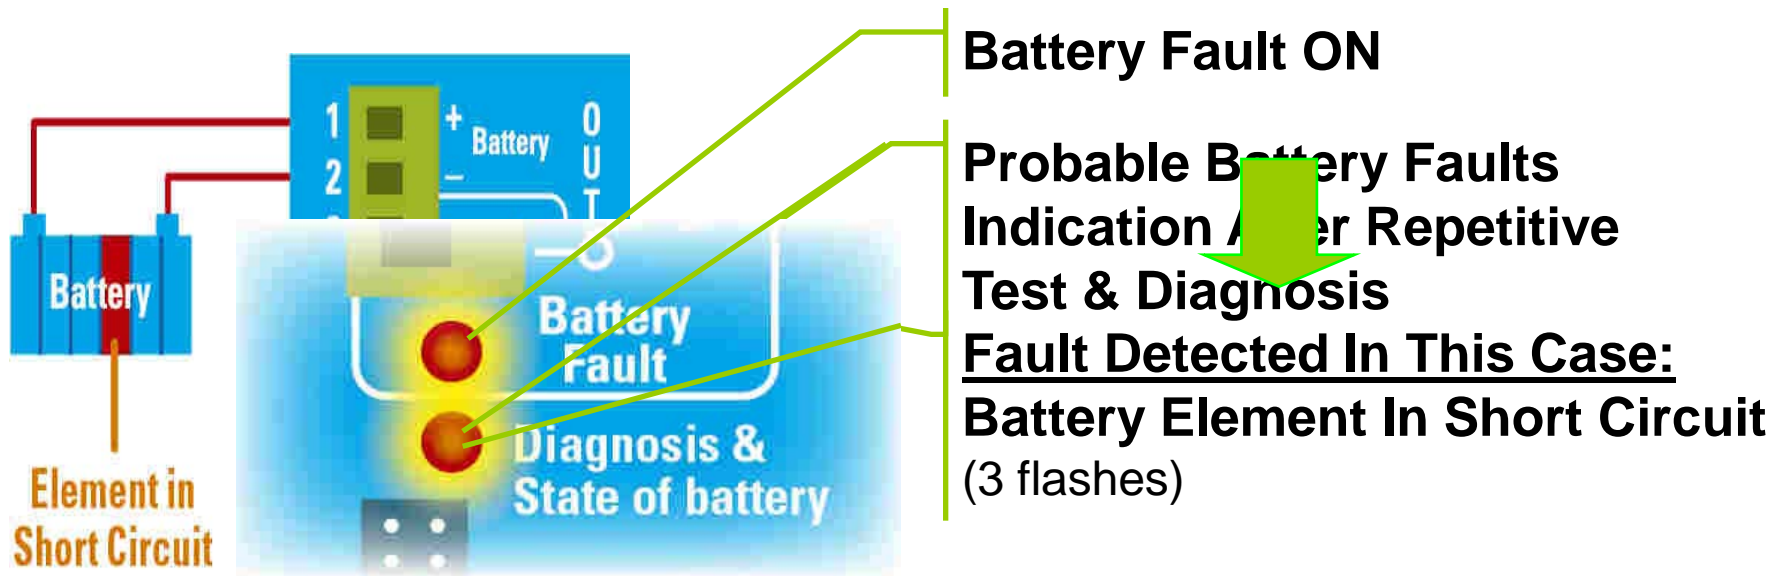 Battery Fault ON
1
+
Battery
2
–
O
U
T
Probable Battery Faults
Indication After Repetitive
Test & Diagnosis
Fault Detected In This Case:
Battery Element In Short Circuit
(3 flashes)
Battery
Battery
Fault
Diagnosis &
State of battery
Element in
Short Circuit